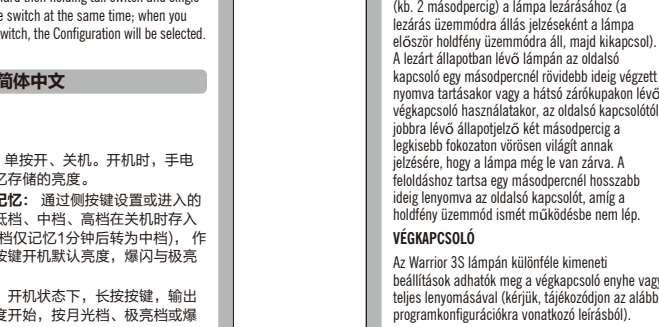 ard then holding tail switch and single
e switch at the same time; when you
witch, the Configuration will be selected.
简体中文
单按开、关机。开机时，手电
忆存储的亮度。
记忆： 通过侧按键设置或进入的
低档、中档、高档在关机时存入
档仅记忆1分钟后转为中档)， 作
按键开机默认亮度，爆闪与极亮
开机状态下，长按按键，输出
度开始，按月光档、极亮档或爆
(kb. 2 másodpercig) a lámpa lezárásához (a
lezárás üzemmódra állás jelzéseként a lámpa
először holdfény üzemmódra áll, majd kikapcsol).
A lezárt állapotban lévő lámpán az oldalsó
kapcsoló egy másodpercnél rövidebb ideig végzett
nyomva tartásakor vagy a hátsó zárókupakon lévő
végkapcsoló használatakor, az oldalsó kapcsolótól
jobbra lévő állapotjelző két másodpercig a
legkisebb fokozaton vörösen világít annak
jelzésére, hogy a lámpa még le van zárva. A
feloldáshoz tartsa egy másodpercnél hosszabb
ideig lenyomva az oldalsó kapcsolót, amíg a
holdfény üzemmód ismét működésbe nem lép.
VÉGKAPCSOLÓ
Az Warrior 3S lámpán különféle kimeneti
beállítások adhatók meg a végkapcsoló enyhe vagy
teljes lenyomásával (kérjük, tájékozódjon az alább
programkonfigurációkra vonatkozó leírásból).